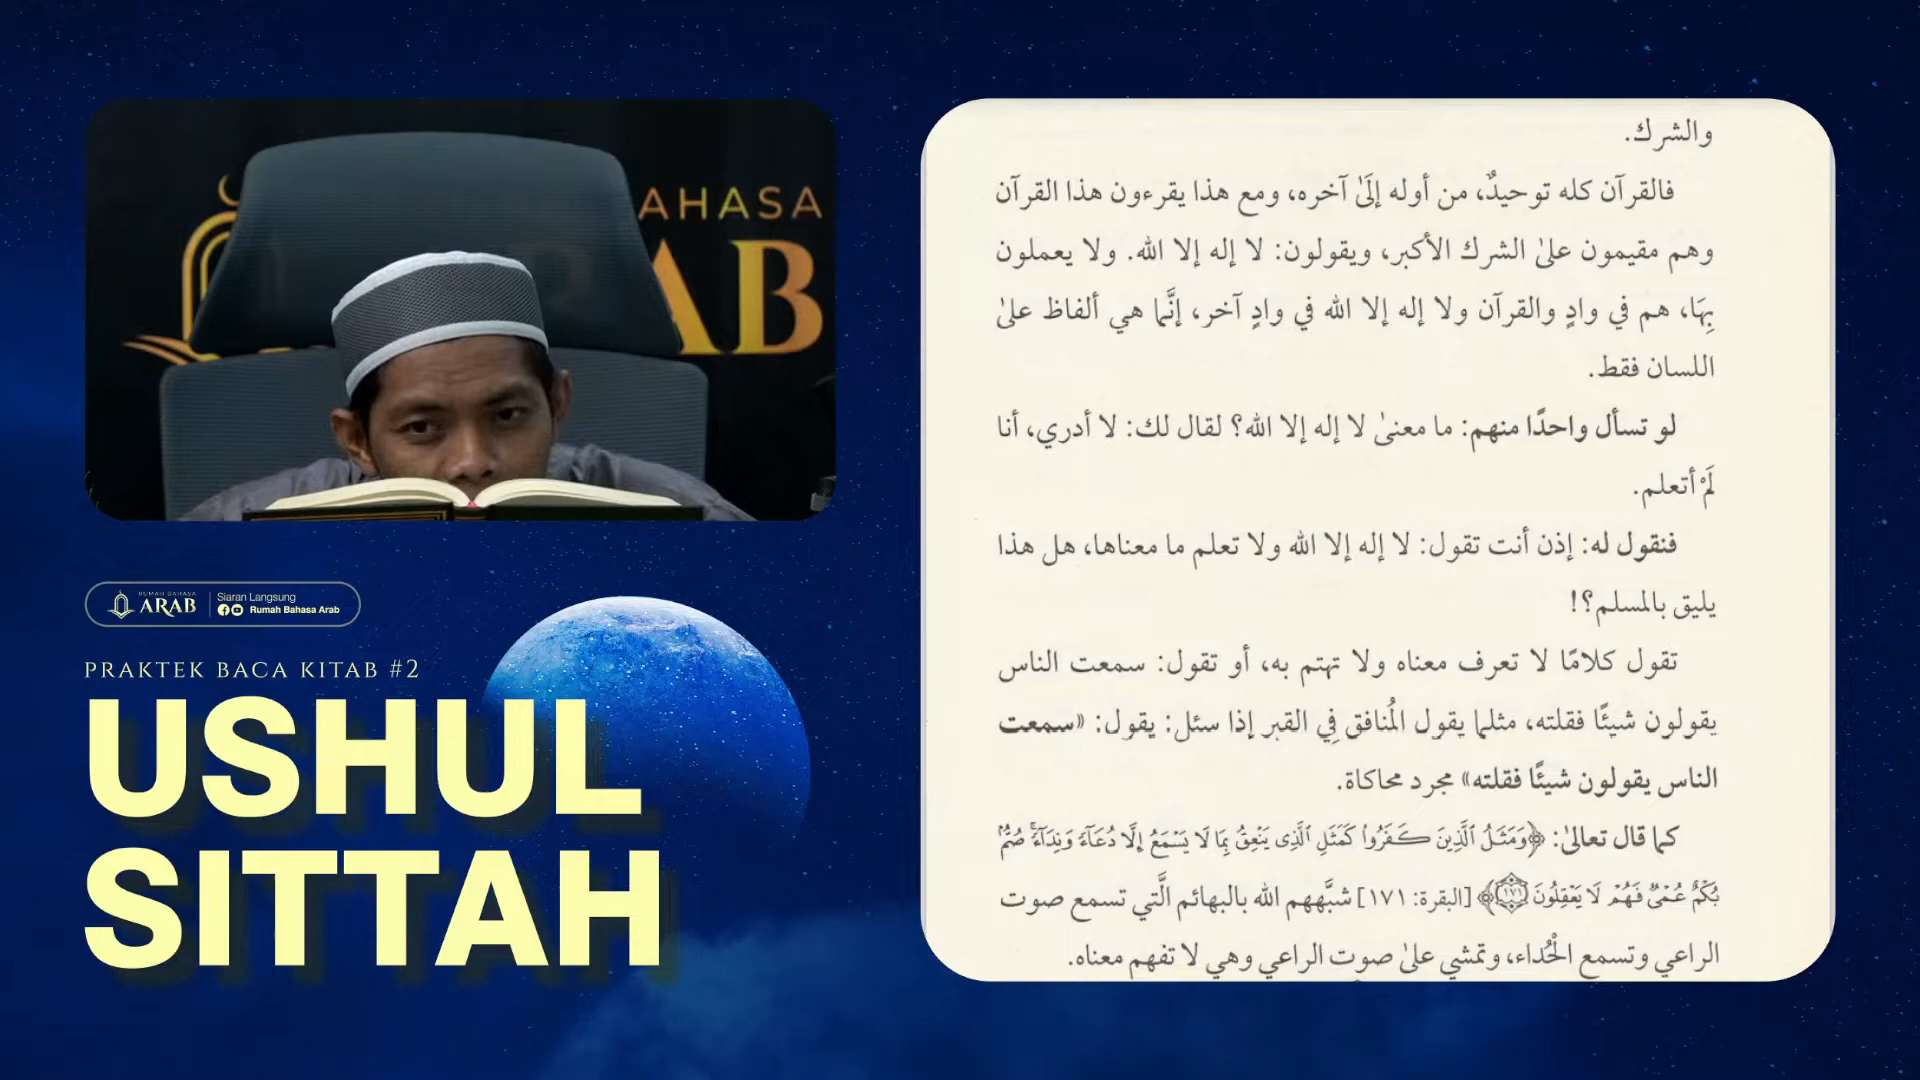 AHASA
AB
RUMAH BAHASA
ARAB
Siaran Langsung
Rumah Bahasa Arab
PRAKTEK BACA KITAB #2
USHUL
SITTAH
والشرك.
فالقرآن كله توحيدٌ، من أوله إلَىٰ آخره، ومع هذا يقرءون هذا القرآن
وهم مقيمون علىٰ الشرك الأكبر، ويقولون: لا إله إلا الله. ولا يعملون
بِهَا، هم في وادٍ والقرآن ولا إله إلا الله في وادٍ آخر، إنَّما هي ألفاظ علىٰ
اللسان فقط.
لو تسأل واحدًا منهم: ما معنىٰ لا إله إلا الله؟ لقال لك: لا أدري، أنا
لَمْ أتعلم.
فنقول له: إذن أنت تقول: لا إله إلا الله ولا تعلم ما معناها، هل هذا
يليق بالمسلم؟!
تقول كلامًا لا تعرف معناه ولا تهتم به، أو تقول: سمعت الناس
يقولون شيئًا فقلته، مثلما يقول المُنافق فِي القبر إذا سئل: يقول: «سمعت
الناس يقولون شيئًا فقلته» مجرد محاكاة.
كما قال تعالىٰ: ﴿وَمَثَلُ ٱلَّذِينَ كَفَرُوا۟ كَمَثَلِ ٱلَّذِى يَنْعِقُ بِمَا لَا يَسْمَعُ إِلَّا دُعَآءً وَنِدَآءً ۚ صُمٌّۢ
بُكْمٌ عُمْىٌ فَهُمْ لَا يَعْقِلُونَ ١٧١﴾ [البقرة: ١٧١] شبَّههم الله بالبهائم الَّتي تسمع صوت
الراعي وتسمع الْحُداء، وتمشي علىٰ صوت الراعي وهي لا تفهم معناه.